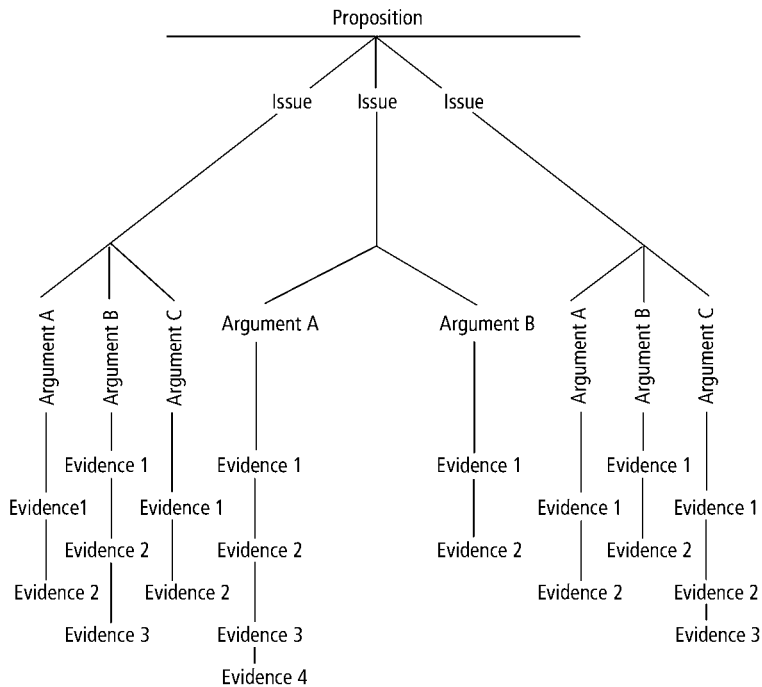 Proposition
Issue Issue Issue
Argument A
Argument B
Argument C
Argument A
Argument B
Argument A
Argument B
Argument C
Evidence 1 Evidence 1 Evidence 1 Evidence 1
Evidence1 Evidence 1 Evidence 1 Evidence 1
Evidence 2 Evidence 2 Evidence 2 Evidence 2
Evidence 2 Evidence 2 Evidence 2 Evidence 2
Evidence 3 Evidence 3 Evidence 3
Evidence 4